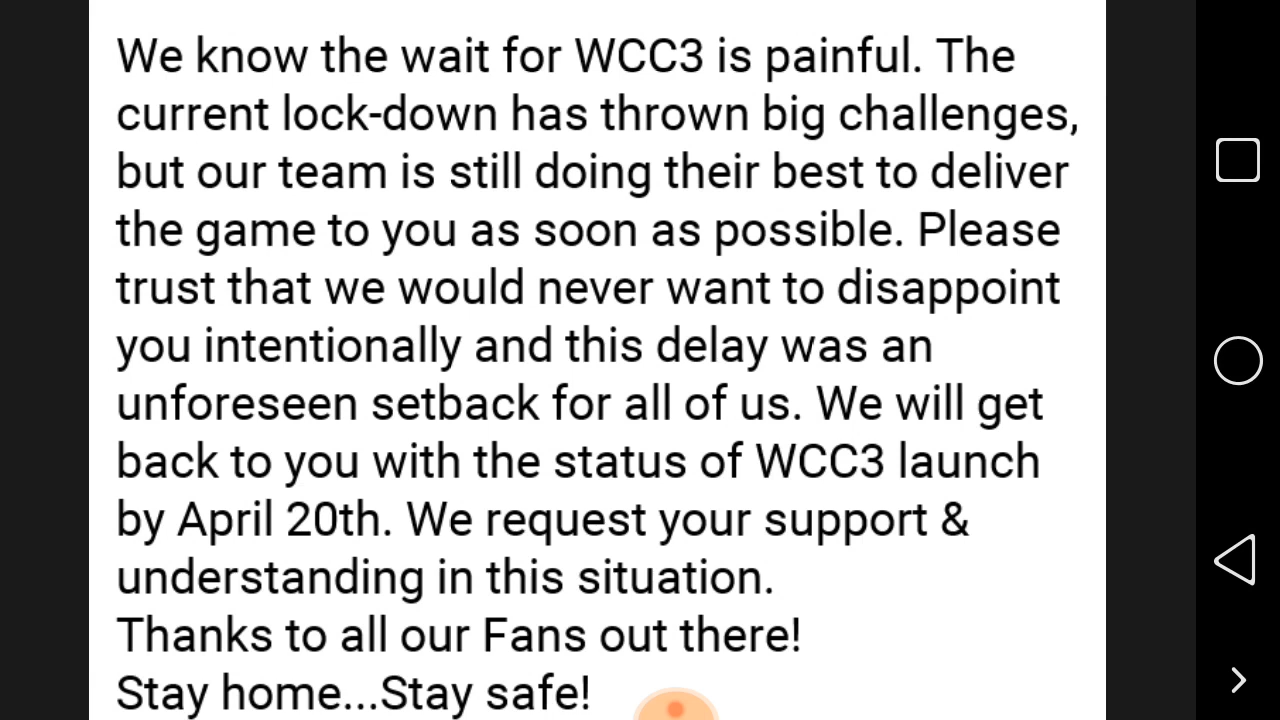 We know the wait for WCC3 is painful. The
current lock-down has thrown big challenges,
but our team is still doing their best to deliver
the game to you as soon as possible. Please
trust that we would never want to disappoint
you intentionally and this delay was an
unforeseen setback for all of us. We will get
back to you with the status of WCC3 launch
by April 20th. We request your support &
understanding in this situation.
Thanks to all our Fans out there!
Stay home...Stay safe!